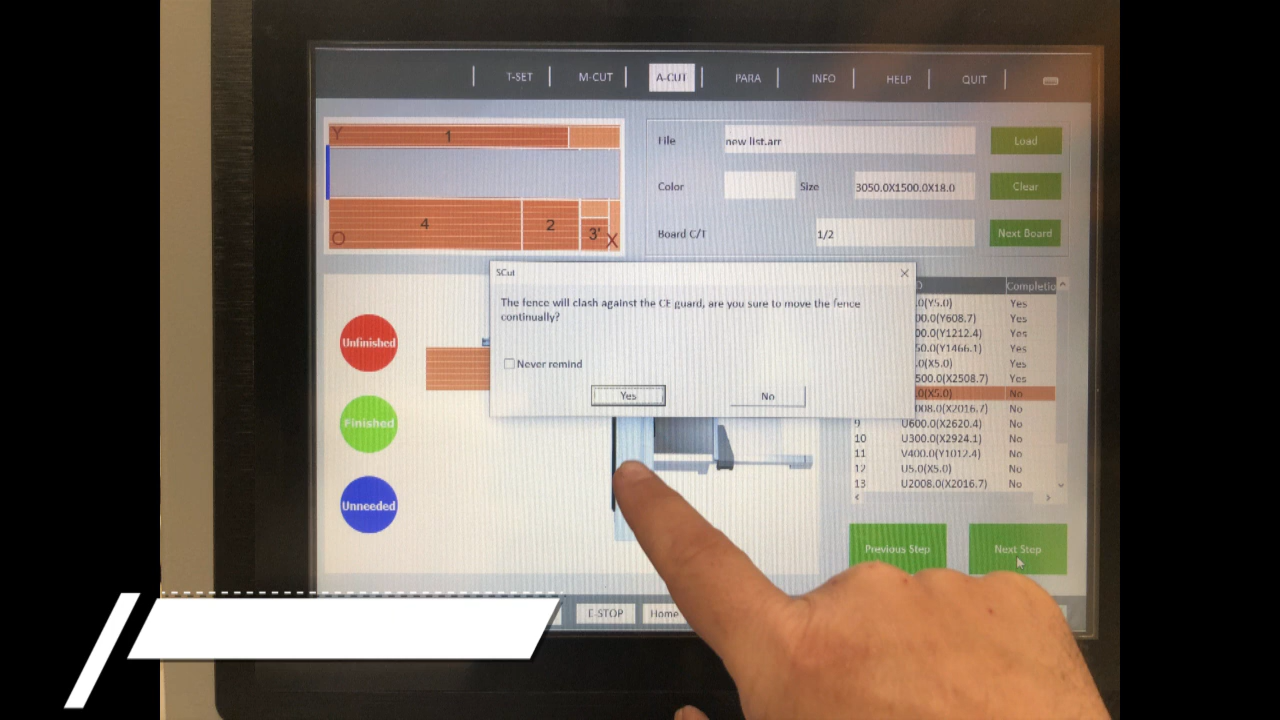 T-SET
M-CUT
A-CUT
PARA
INFO
HELP
QUIT
Y
1
4
2
3'
O
X
File
new list.arr
Load
Color
Size
3050.0X1500.0X18.0
Clear
Board C/T
1/2
Next Board
SCut
The fence will clash against the CE guard, are you sure to move the fence
continually?
Never remind
Yes
No
Unfinished
Finished
Unneeded
Completio
.0(Y5.0) Yes
00.0(Y608.7) Yes
00.0(Y1212.4) Yes
50.0(Y1466.1) Yes
.0(X5.0) Yes
500.0(X2508.7) Yes
.0(X5.0) No
008.0(X2016.7) No
9 U600.0(X2620.4) No
10 U300.0(X2924.1) No
11 V400.0(Y1012.4) No
12 U5.0(X5.0) No
13 U2008.0(X2016.7) No
Previous Step
Next Step
E-STOP
Home